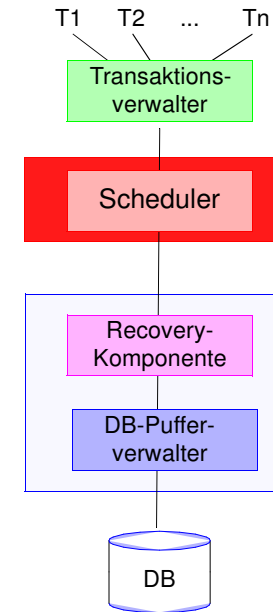 T1 T2 ... Tn
Transaktions-
verwalter
Scheduler
Recovery-
Komponente
DB-Puffer-
verwalter
DB